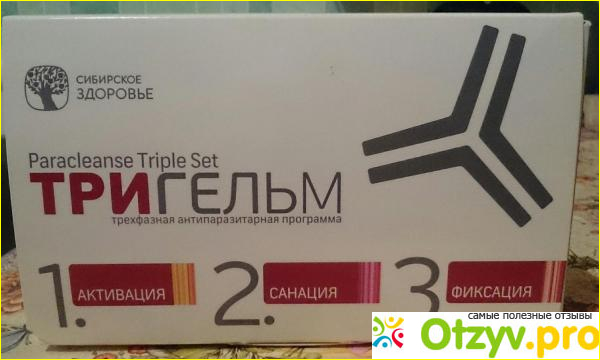 СИБИРСКОЕ
ЗДОРОВЬЕ
Paracleanse Triple Set
ТРИГЕЛЬМ
трехфазная антипаразитарная программа
1. АКТИВАЦИЯ
2. САНАЦИЯ
3 ФИКСАЦИЯ
самые полезные отзывы
Otzyv.pro